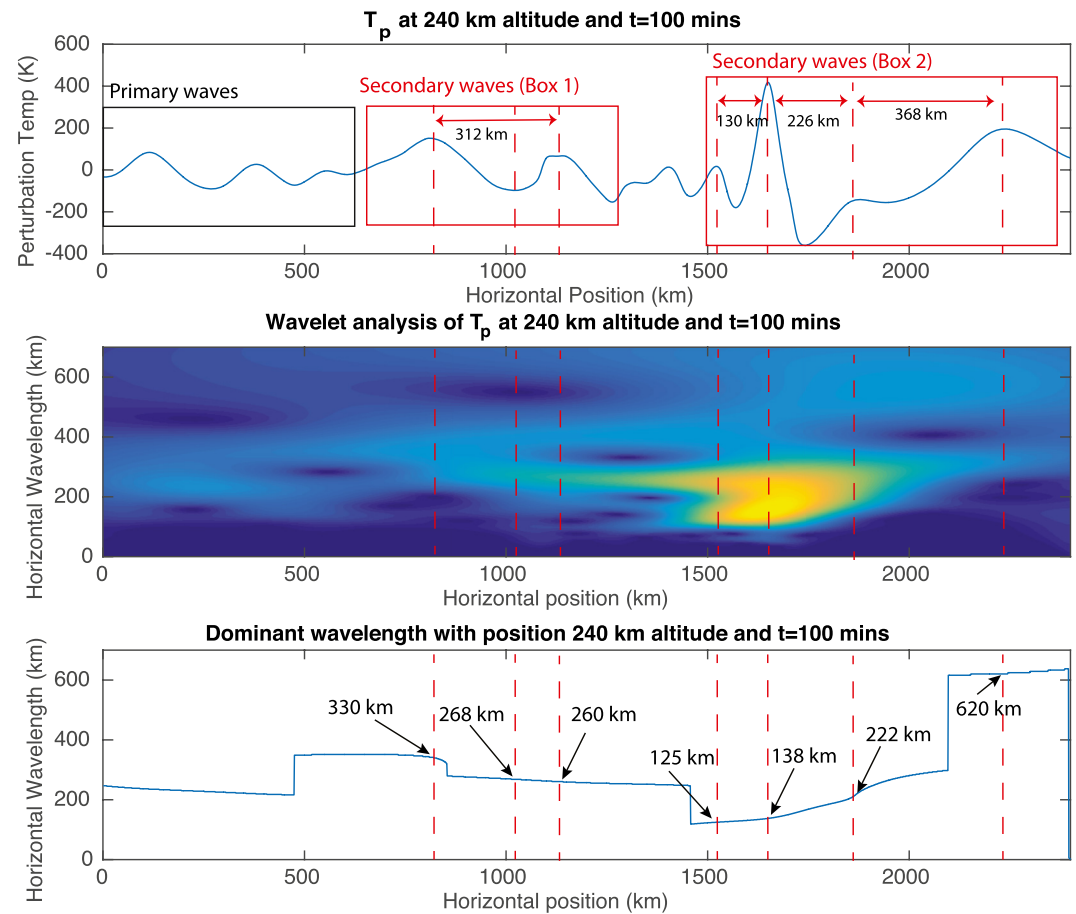 Tp at 240 km altitude and t=100 mins
600
400
200
0
-200
-400
Perturbation Temp (K)
Primary waves
Secondary waves (Box 1)
312 km
Secondary waves (Box 2)
130 km
226 km
368 km
0
500
1000
1500
2000
Horizontal Position (km)
Wavelet analysis of Tp at 240 km altitude and t=100 mins
600
400
200
0
Horizontal Wavelength (km)
0
500
1000
1500
2000
Horizontal position (km)
Dominant wavelength with position 240 km altitude and t=100 mins
600
400
200
0
Horizontal Wavelength (km)
330 km
268 km
260 km
125 km
138 km
222 km
620 km
0
500
1000
1500
2000
Horizontal position (km)